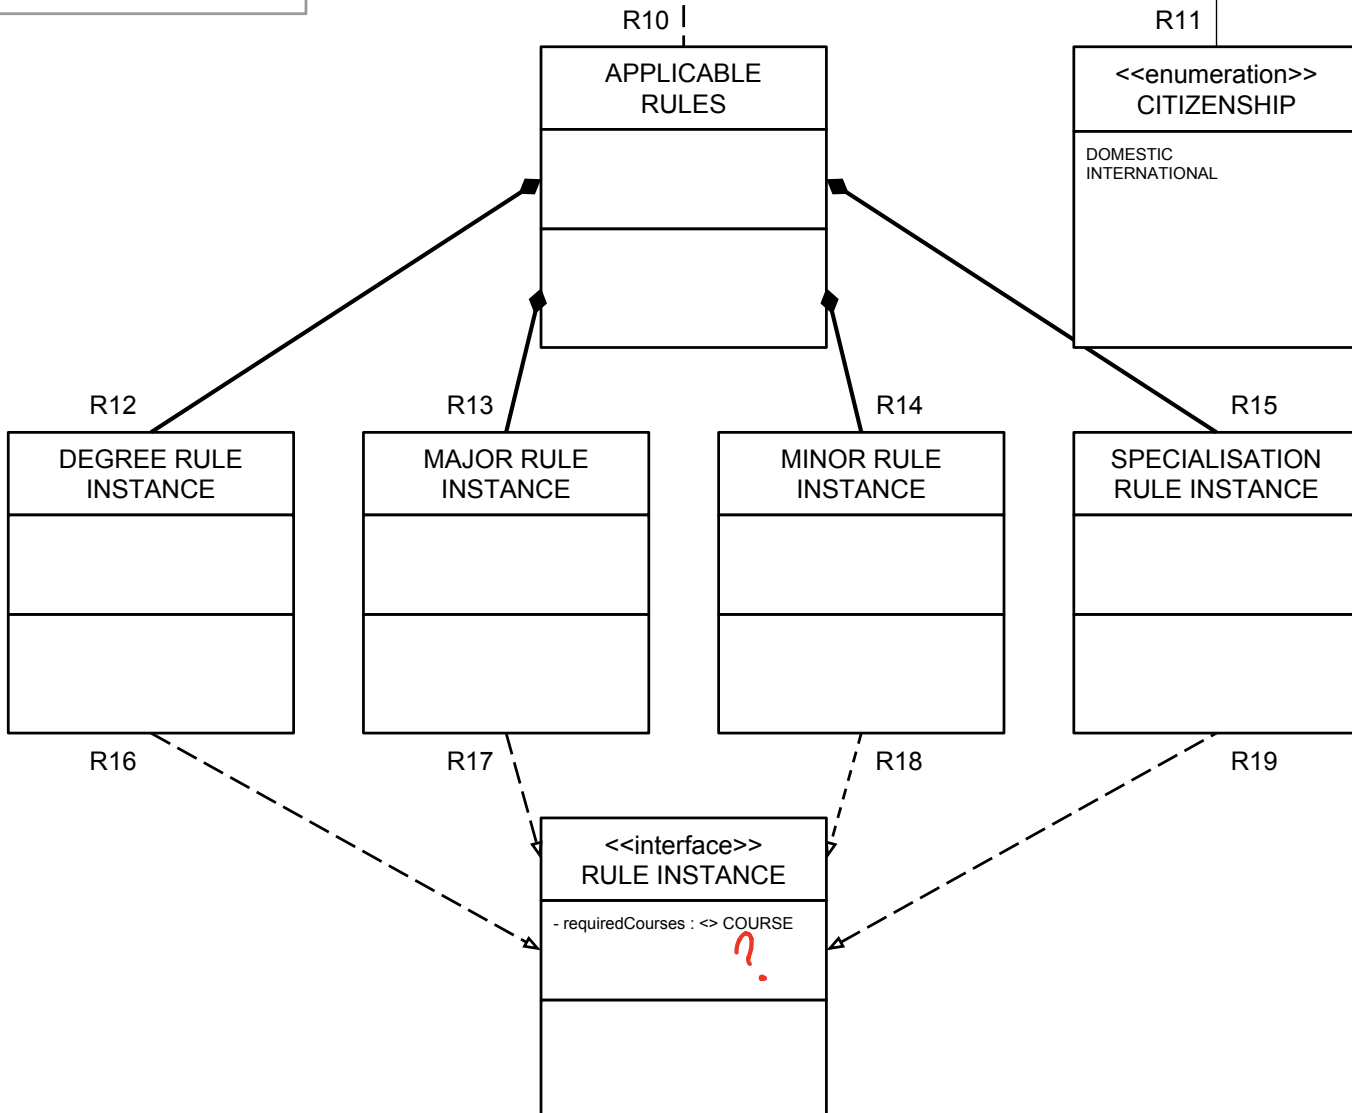 R10
R11
APPLICABLE
RULES
<<enumeration>>
CITIZENSHIP
DOMESTIC
INTERNATIONAL
R12
R13
R14
R15
DEGREE RULE
INSTANCE
MAJOR RULE
INSTANCE
MINOR RULE
INSTANCE
SPECIALISATION
RULE INSTANCE
R16
R17
R18
R19
<<interface>>
RULE INSTANCE
- requiredCourses : <> COURSE
?